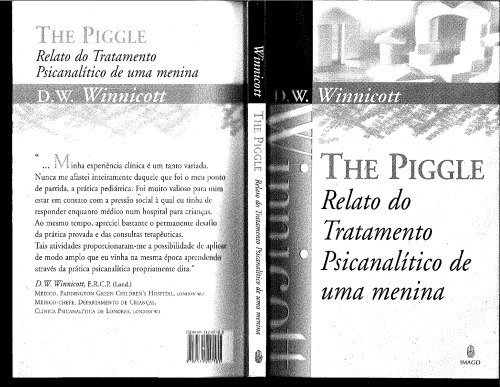 THE PIGGLE
Relato do Tratamento
Psicanalítico de uma menina
D.W. Winnicott
"
... Minha experiência clínica é um tanto variada.
Nunca me afastei inteiramente daquele que foi o meu ponto
de partida, a prática pediátrica. Foi muito valioso para mim
estar em contato com a pressão social à qual eu tinha de
responder enquanto médico num hospital para crianças.
Ao mesmo tempo, apreciei bastante o permanente desafio
da prática provada e das consultas terapêuticas.
Tais atividades proporcionaram-me a possibilidade de aplicar
de modo amplo que eu vinha na mesma época aprendendo
através da prática psicanalítica propriamente dita."
D. W. Winnicott, F.R.C.P. (Lond.)
MÉDICO, PADDINGTON GREEN CHILDREN'S HOSPITAL, LONDON W.2
MÉDICO-CHEFE, DEPARTAMENTO DE CRIANÇAS,
CLÍNICA PSICANALÍTICA DE LONDRES, LONDON W.1
Winnicott
THE PIGGLE
Relato do Tratamento Psicanalítico de uma menina
D.W. Winnicott
Winnicott
THE PIGGLE
Relato do
Tratamento
Psicanalítico de
uma menina
IMAGO